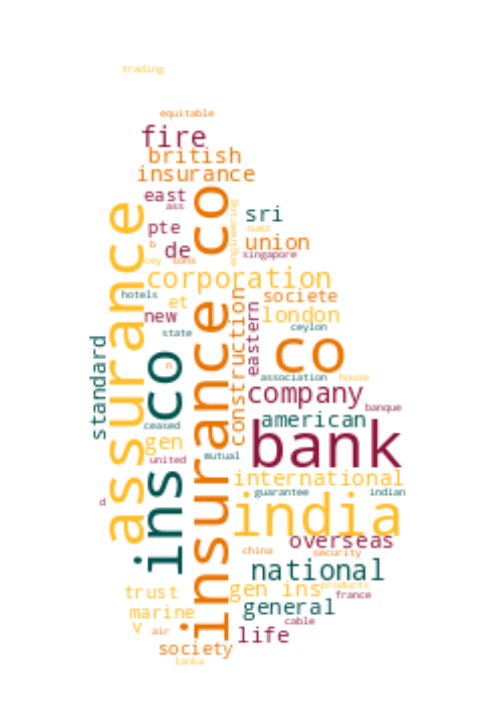 trading
equitable
fire
british
insurance
east
ass
pte
b
de
cey
sons
insurance co
engineering
sri
suez
union
singapore
corporation
assurance
hotels
et
new
state
societe
london
ceylon
construction
eastern
co
n
ins co
standard
association
house
company
banque
american
ceased
gen
united
mutual
bank
international
guarantee
indian
india
d
overseas
china
security
national
gen ins
products
france
trust
general
marine
cable
v
air
life
society
lanka